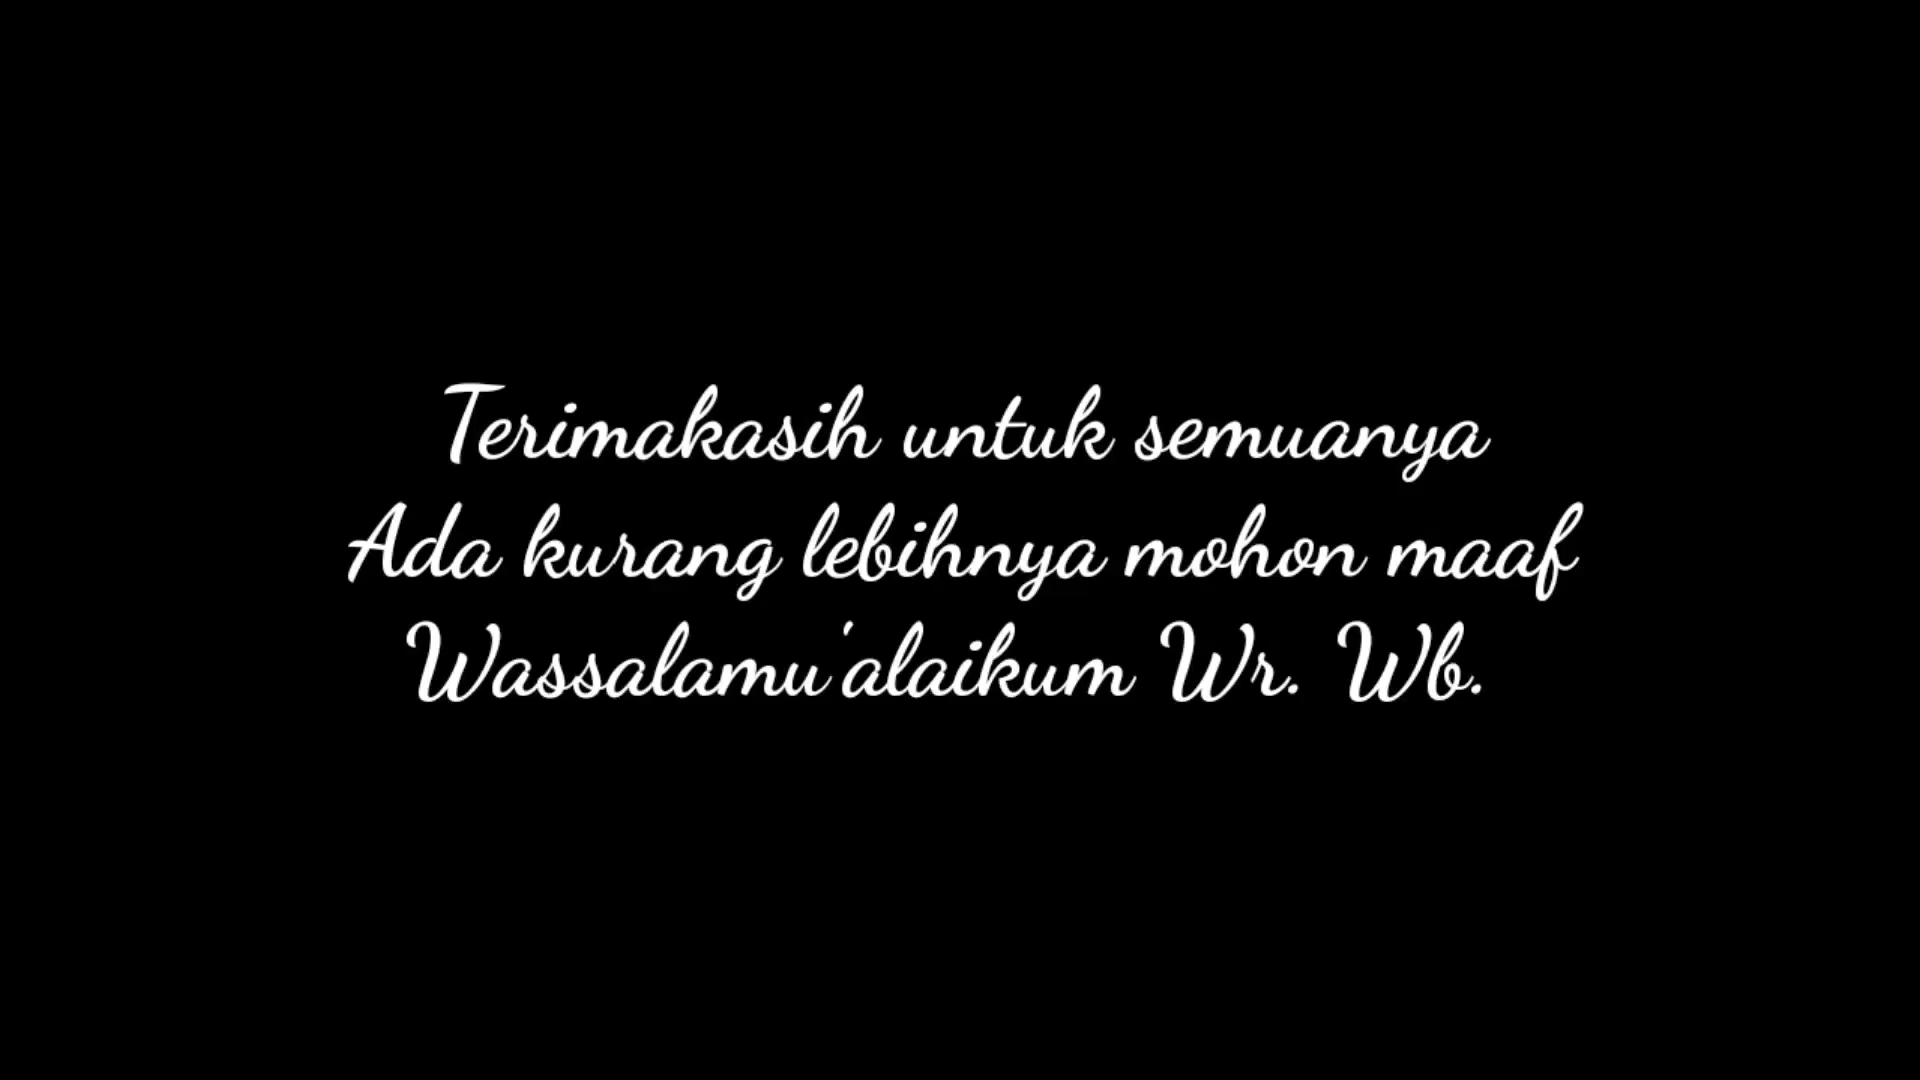 Terimakasih untuk semuanya
Ada kurang lebihnya mohon maaf
Wassalamu'alaikum Wr. Wb.